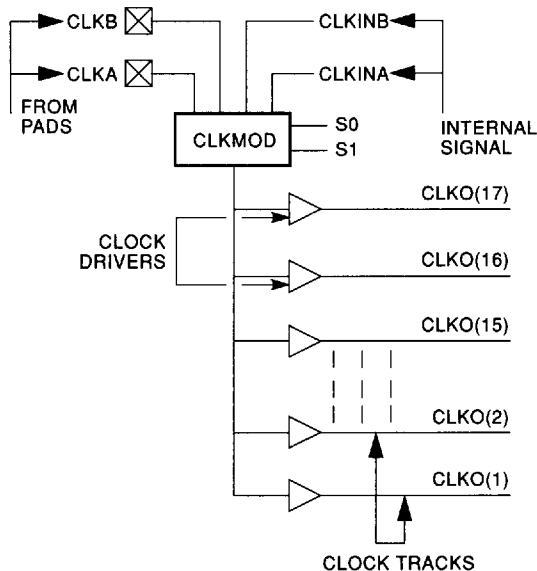 CLKB
CLKINB
CLKA
CLKINA
FROM
PADS
CLKMOD
S0
S1
INTERNAL
SIGNAL
CLKO(17)
CLOCK
DRIVERS
CLKO(16)
CLKO(15)
CLKO(2)
CLKO(1)
CLOCK TRACKS